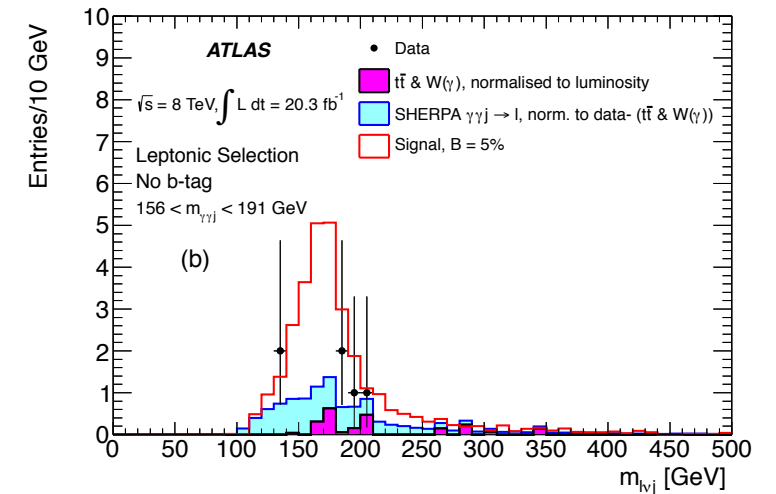 ATLAS
√s = 8 TeV, ∫ L dt = 20.3 fb⁻¹
Leptonic Selection
No b-tag
156 < m_γγj < 191 GeV
(b)
Data
tt̄ & W(γ), normalised to luminosity
SHERPA γγj → l, norm. to data- (tt̄ & W(γ))
Signal, B = 5%
Entries/10 GeV
10
9
8
7
6
5
4
3
2
1
0
0 50 100 150 200 250 300 350 400 450 500
m_lνj [GeV]